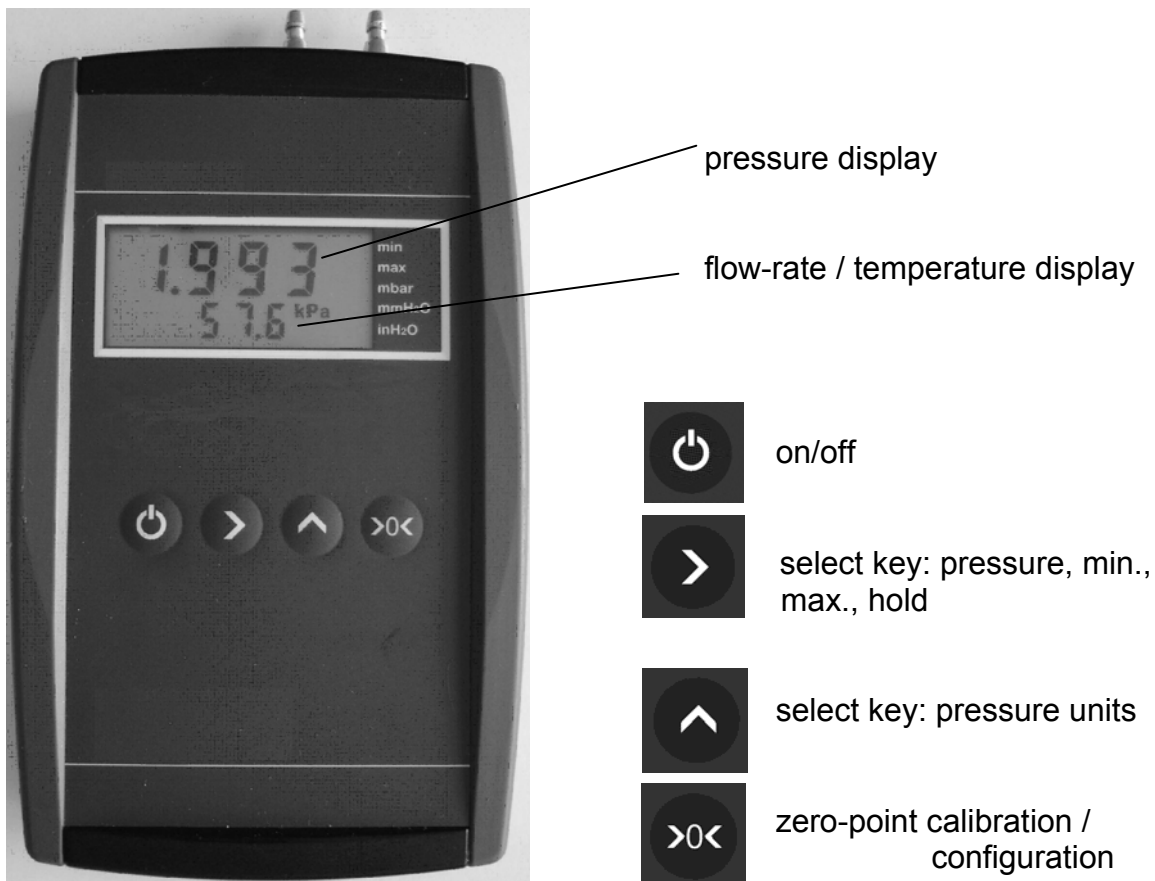 pressure display
flow-rate / temperature display
1.993
57.6 kPa
min
max
mbar
mmH₂O
inH₂O
>0<
on/off
select key: pressure, min.,
max., hold
select key: pressure units
>0<
zero-point calibration /
configuration